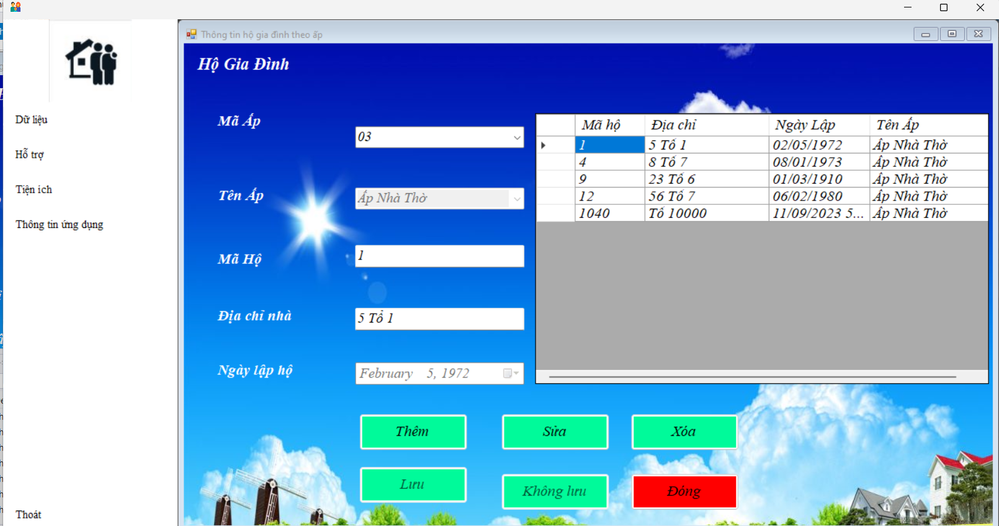 Thông tin hộ gia đình theo ấp
Hộ Gia Đình
Dữ liệu
Hỗ trợ
Tiện ich
Thông tin ứng dụng
Thoát
Mã Ấp
03
Tên Ấp
Ấp Nhà Thờ
Mã Hộ
1
Địa chỉ nhà
5 Tổ 1
Ngày lập hộ
February 5, 1972
Mã hộ Địa chỉ Ngày Lập Tên Ấp
1 5 Tổ 1 02/05/1972 Ấp Nhà Thờ
4 8 Tổ 7 08/01/1973 Ấp Nhà Thờ
9 23 Tổ 6 01/03/1910 Ấp Nhà Thờ
12 56 Tổ 7 06/02/1980 Ấp Nhà Thờ
1040 Tổ 10000 11/09/2023 5... Ấp Nhà Thờ
Thêm Sửa Xóa
Lưu Không lưu Đóng